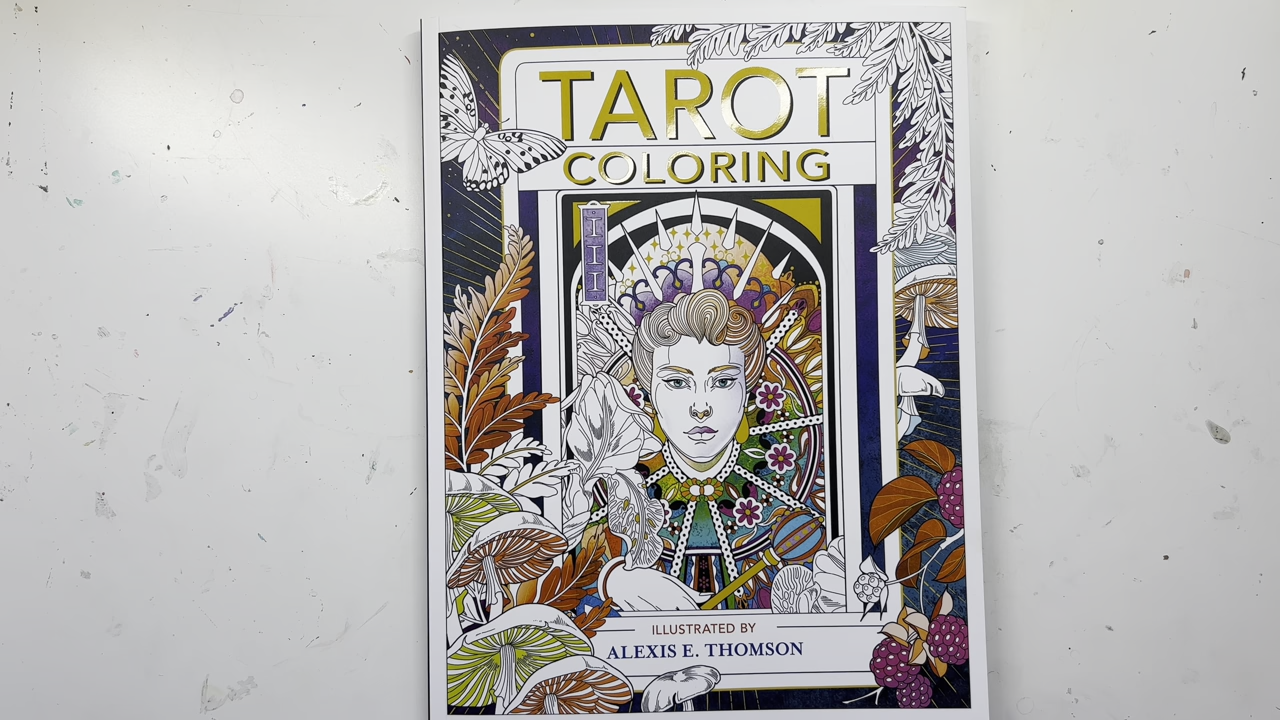 TAROT
COLORING
III
ILLUSTRATED BY
ALEXIS E. THOMSON